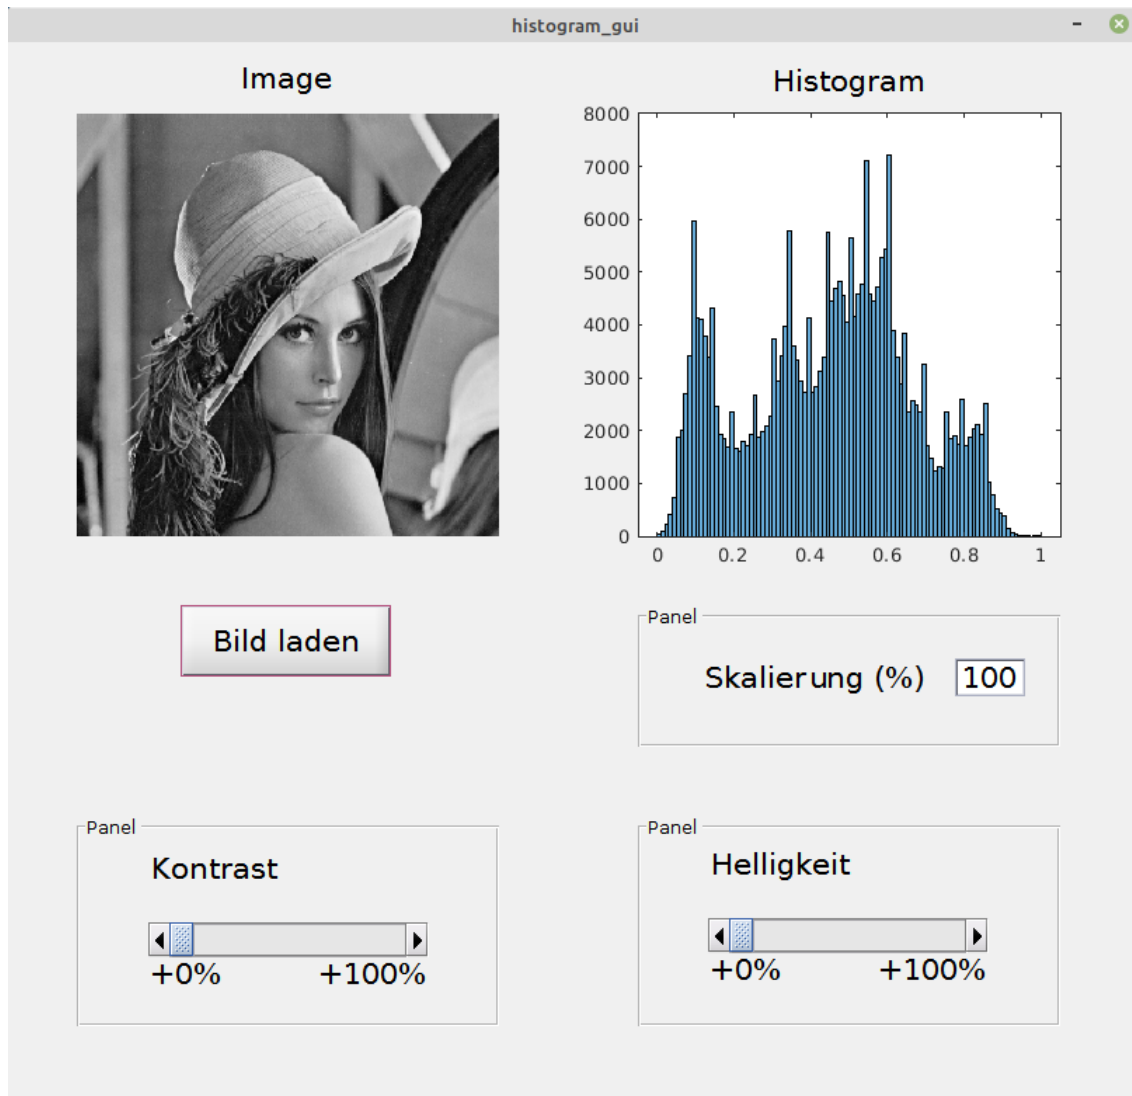 histogram_gui
Image
Histogram
8000
7000
6000
5000
4000
3000
2000
1000
0
0 0.2 0.4 0.6 0.8 1
Bild laden
Panel
Skalierung (%) 100
Panel
Kontrast
+0% +100%
Panel
Helligkeit
+0% +100%